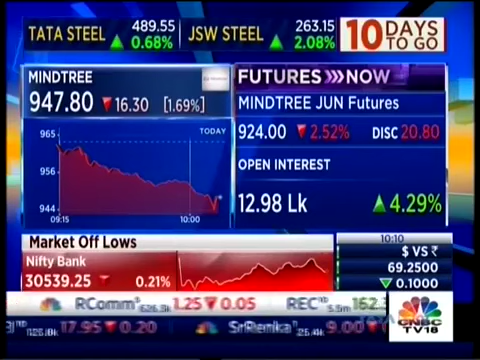 TATA STEEL 489.55 ▲ 0.68%
JSW STEEL 263.15 ▲ 2.08%
10 DAYS TO GO
MINDTREE
947.80 ▼ 16.30 [1.69%]
TODAY
965
956
944
09:15 10:00
FUTURES >>> NOW
MINDTREE JUN Futures
924.00 ▼ 2.52% DISC 20.80
OPEN INTEREST
12.98 Lk ▲ 4.29%
Market Off Lows
Nifty Bank
30539.25 ▼ 0.21%
10:10
$ VS ₹
69.2500
▼ 0.1000
RComm 1.25 ▼ 0.05 REC 5.5m 162.
17.95 ▼ 0.20 SrRenka 9.00 ▼
CNBC
TV18